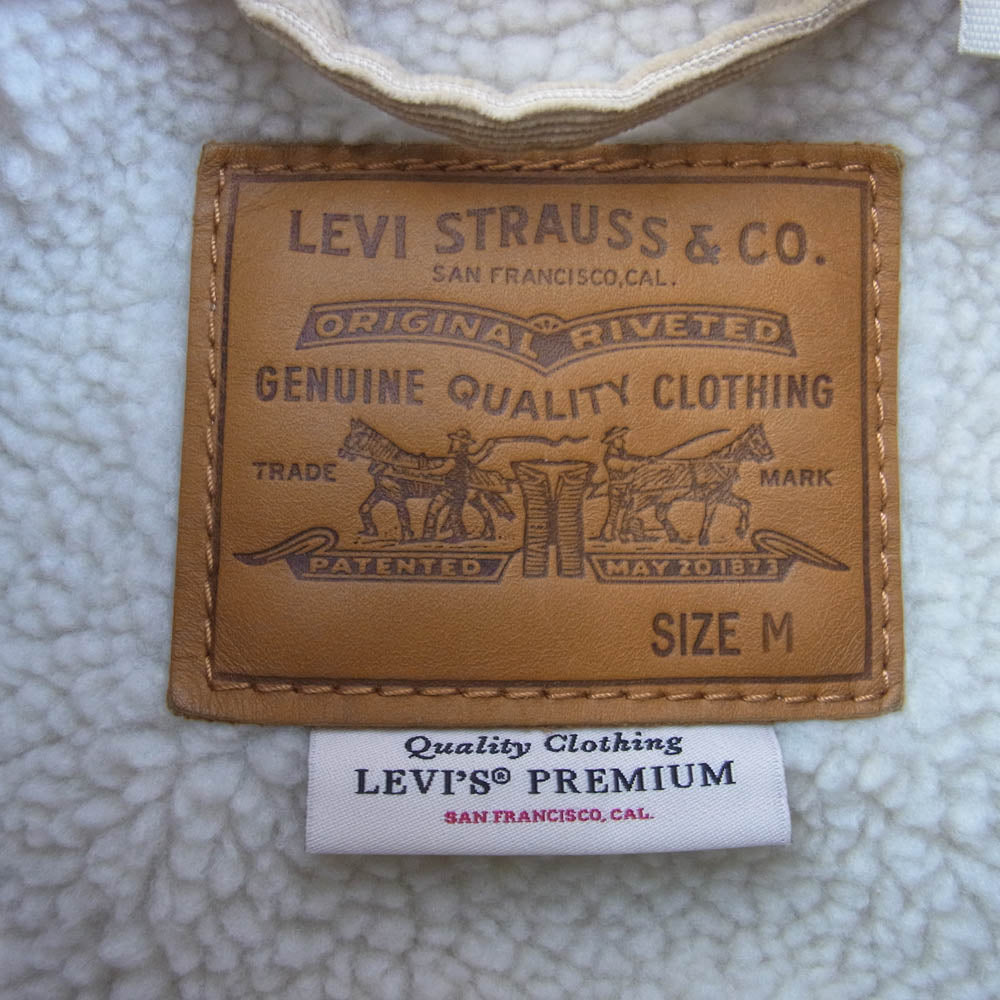 LEVI STRAUSS & CO.
SAN FRANCISCO, CAL.
ORIGINAL RIVETED
GENUINE QUALITY CLOTHING
TRADE MARK
PATENTED MAY 20 1873
SIZE M
Quality Clothing
LEVI'S® PREMIUM
SAN FRANCISCO, CAL.